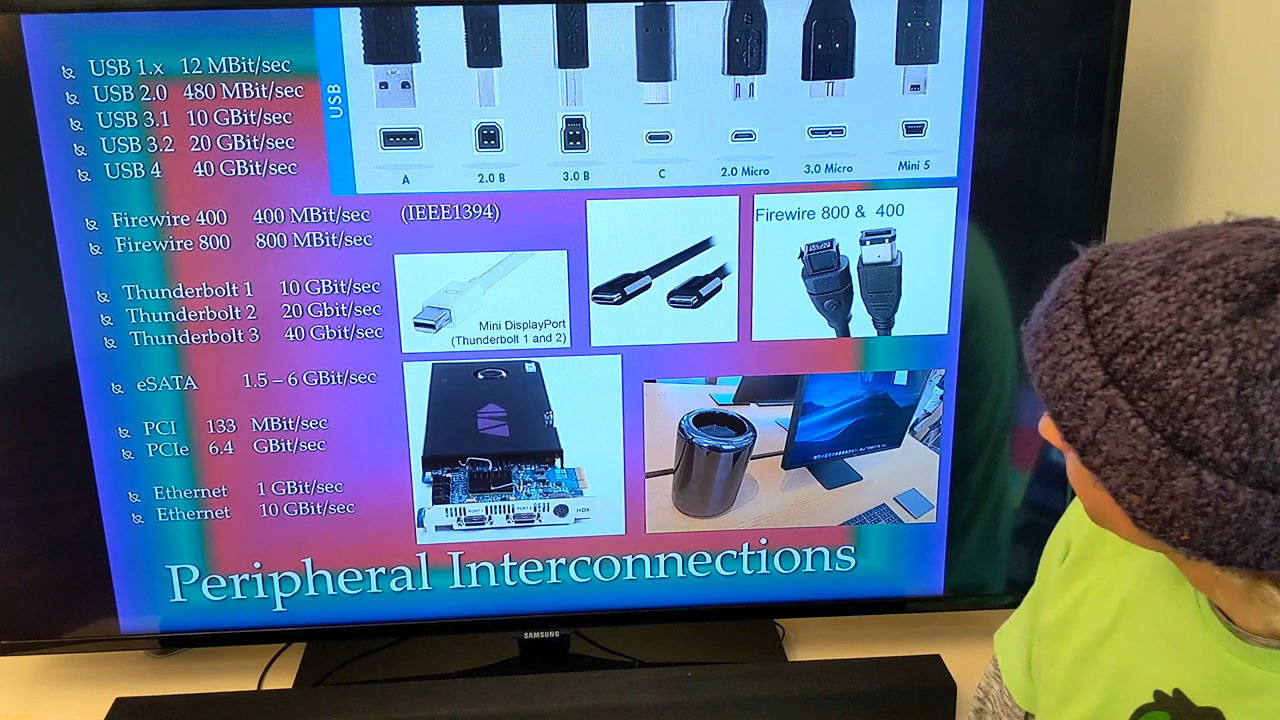 USB 1.x 12 MBit/sec
USB 2.0 480 MBit/sec
USB 3.1 10 GBit/sec
USB 3.2 20 GBit/sec
USB 4 40 GBit/sec
USB
A 2.0 B 3.0 B C 2.0 Micro 3.0 Micro Mini 5
Firewire 400 400 MBit/sec (IEEE1394)
Firewire 800 800 MBit/sec
Firewire 800 & 400
Thunderbolt 1 10 GBit/sec
Thunderbolt 2 20 Gbit/sec
Thunderbolt 3 40 Gbit/sec
Mini DisplayPort
(Thunderbolt 1 and 2)
eSATA 1.5 – 6 GBit/sec
PCI 133 MBit/sec
PCIe 6.4 GBit/sec
Ethernet 1 GBit/sec
Ethernet 10 GBit/sec
PORT 1 PORT 2 HDX
Peripheral Interconnections
SAMSUNG